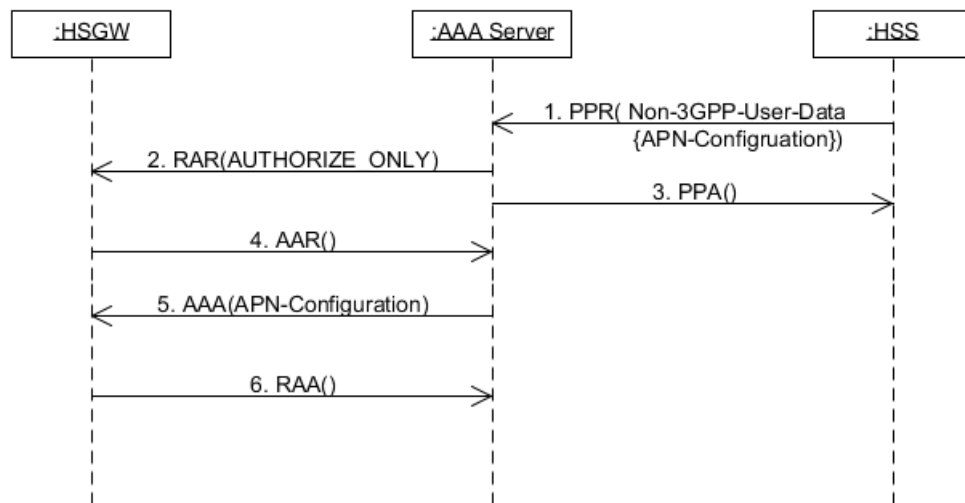 :HSGW
:AAA Server
:HSS
1. PPR( Non-3GPP-User-Data
{APN-Configruation})
2. RAR(AUTHORIZE_ONLY)
3. PPA()
4. AAR()
5. AAA(APN-Configuration)
6. RAA()